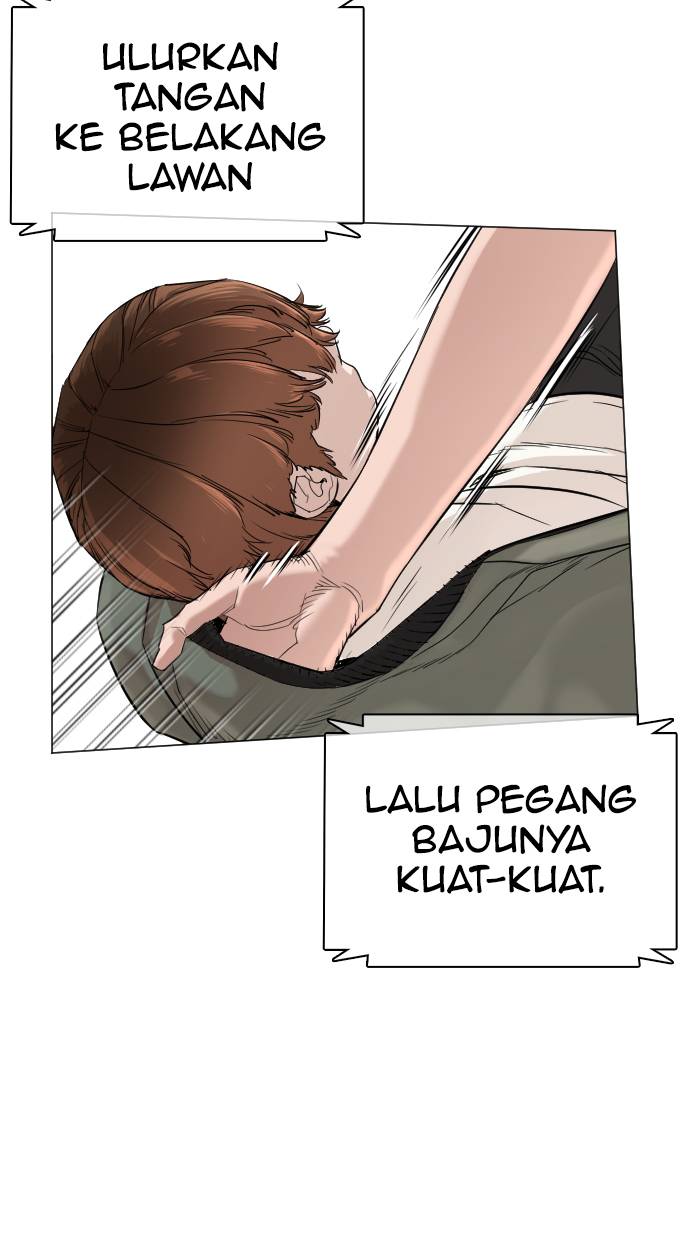 ULURKAN
TANGAN
KE BELAKANG
LAWAN
LALU PEGANG
BAJUNYA
KUAT-KUAT.